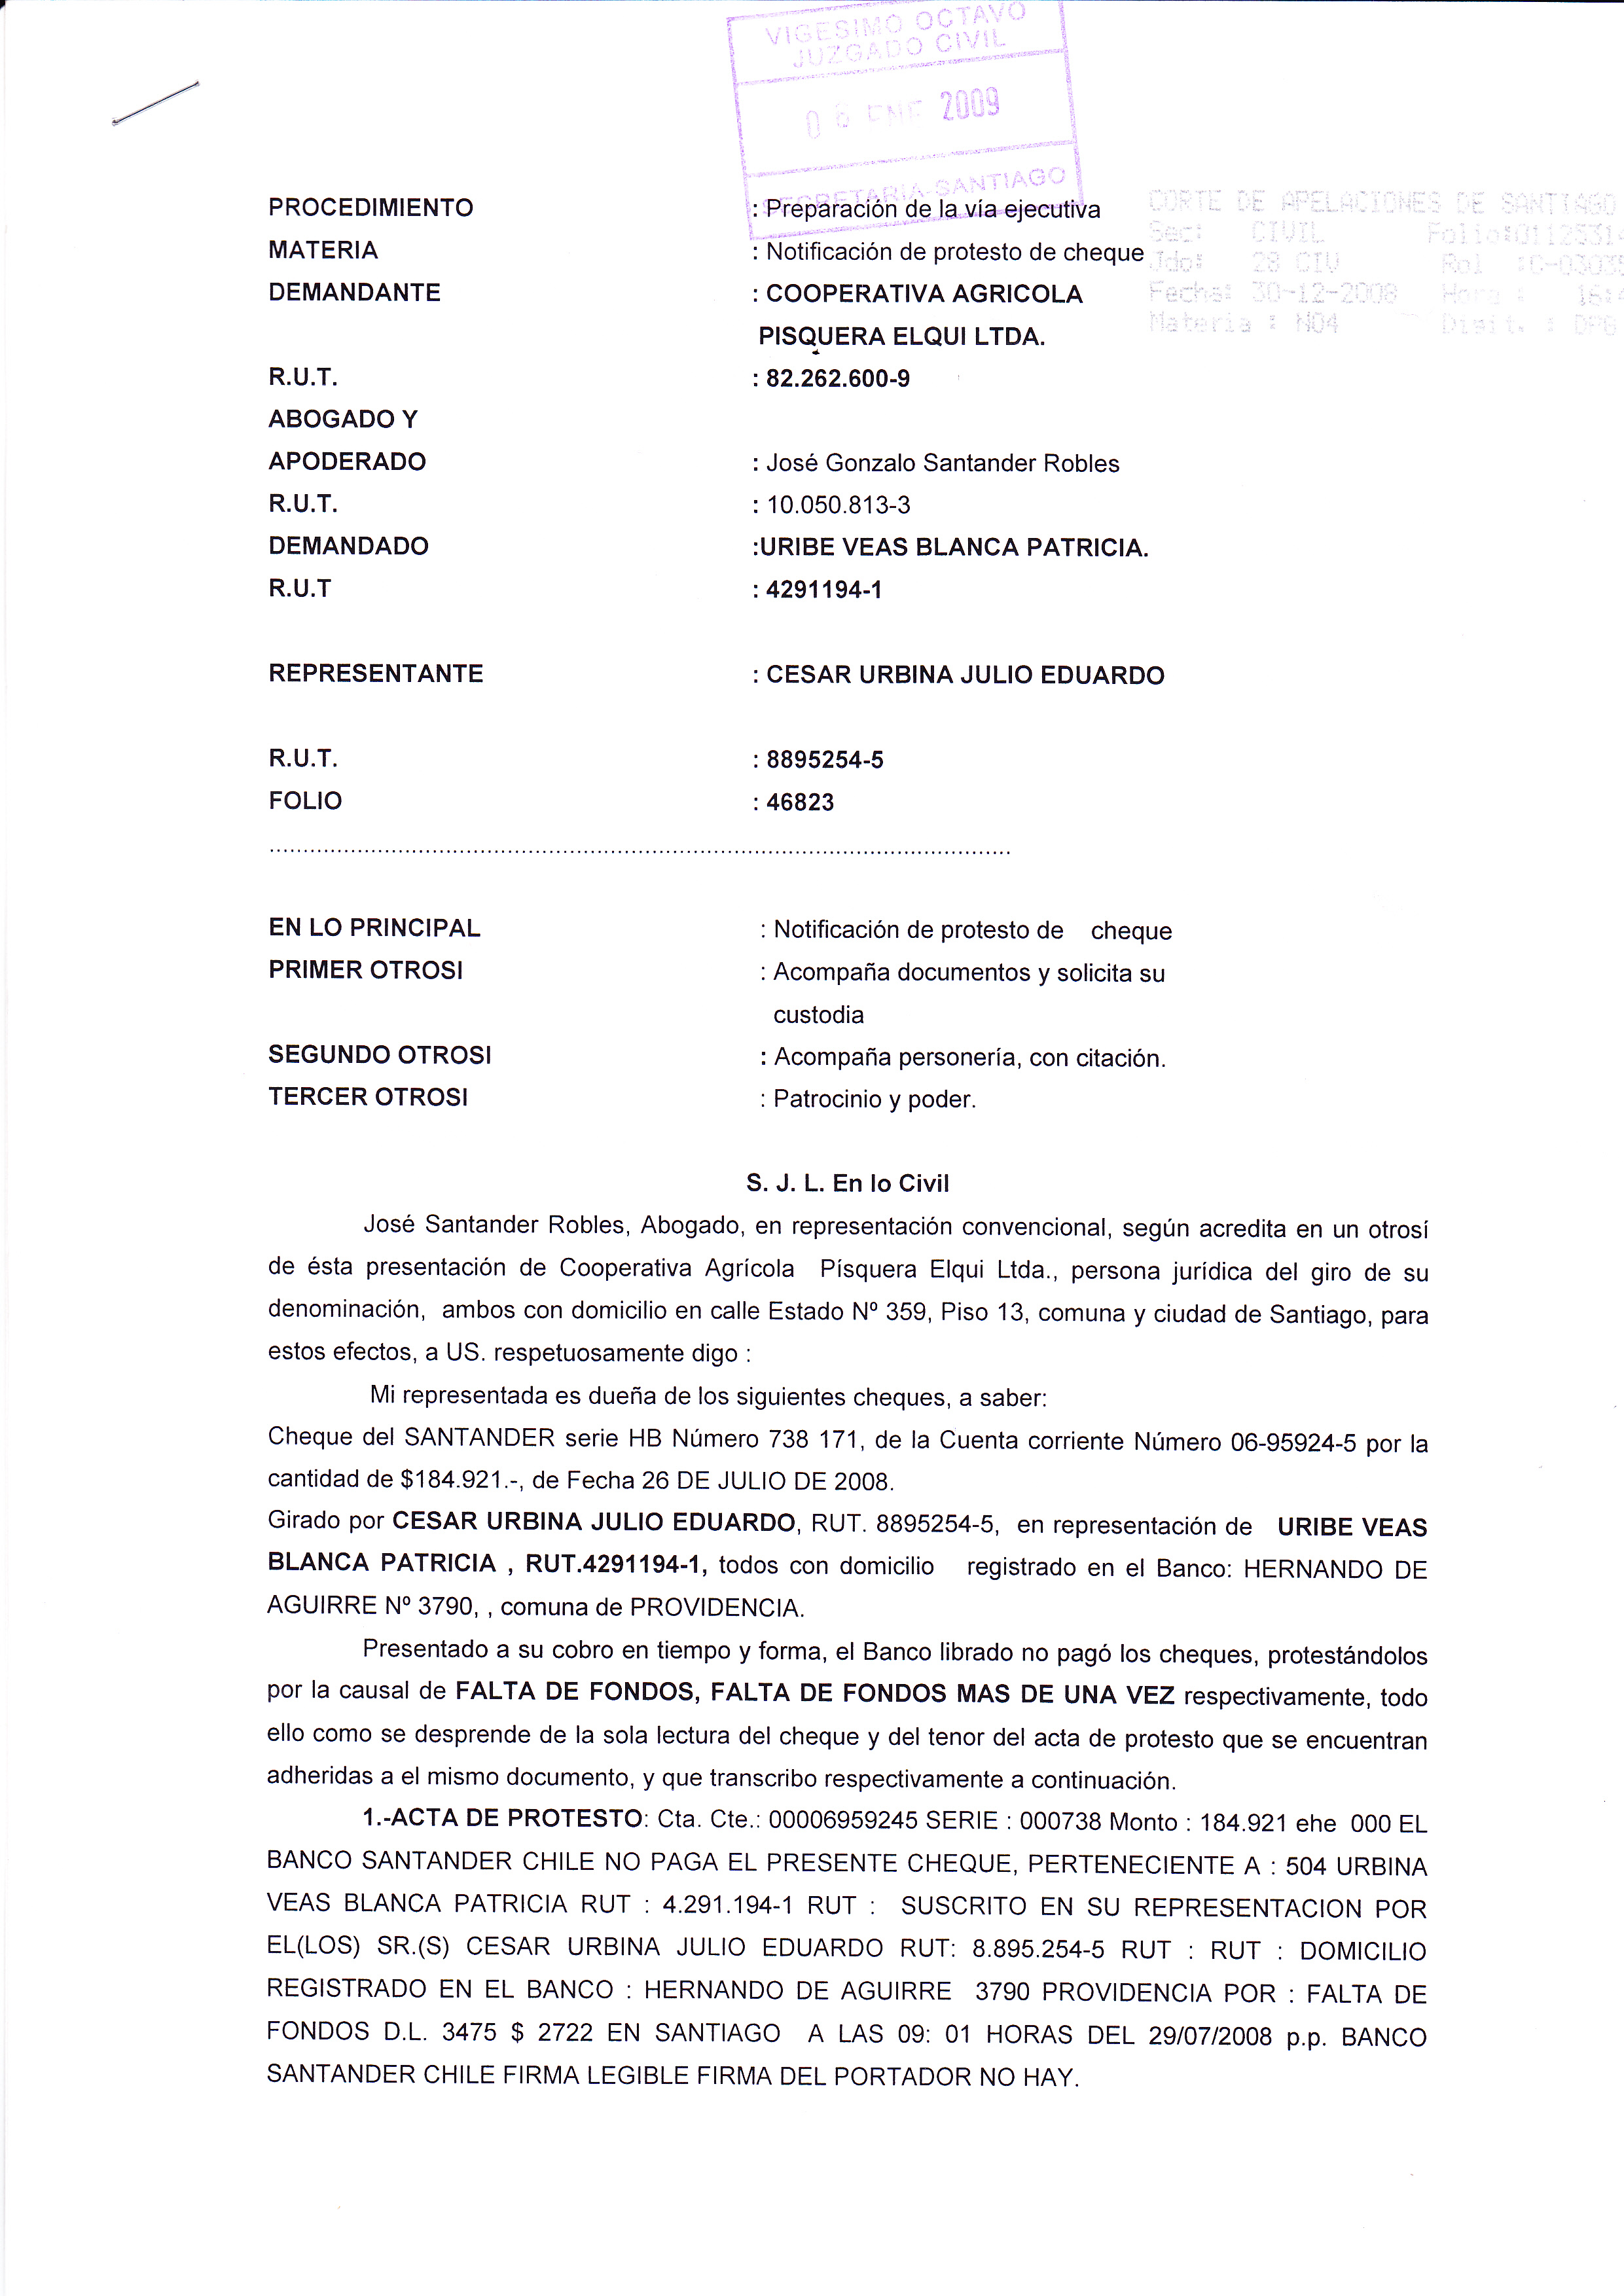 VIGESIMO OCTAVO
JUZGADO CIVIL
06 ENE 2009
SECRETARIA-SANTIAGO
CORTE DE APELACIONES DE SANTIAGO
Sec: CIVIL Folio:01125314
Jdo: 28 CIV Rol :C-03035
Fecha: 30-12-2008 Hora : 16:4
Materia : N04 Digit. : DPG
PROCEDIMIENTO : Preparación de la vía ejecutiva
MATERIA : Notificación de protesto de cheque
DEMANDANTE : COOPERATIVA AGRICOLA
PISQUERA ELQUI LTDA.
R.U.T. : 82.262.600-9
ABOGADO Y
APODERADO : José Gonzalo Santander Robles
R.U.T. : 10.050.813-3
DEMANDADO :URIBE VEAS BLANCA PATRICIA.
R.U.T : 4291194-1
REPRESENTANTE : CESAR URBINA JULIO EDUARDO
R.U.T. : 8895254-5
FOLIO : 46823
EN LO PRINCIPAL : Notificación de protesto de cheque
PRIMER OTROSI : Acompaña documentos y solicita su
custodia
SEGUNDO OTROSI : Acompaña personería, con citación.
TERCER OTROSI : Patrocinio y poder.
S. J. L. En lo Civil
José Santander Robles, Abogado, en representación convencional, según acredita en un otrosí
de ésta presentación de Cooperativa Agrícola Písquera Elqui Ltda., persona jurídica del giro de su
denominación, ambos con domicilio en calle Estado Nº 359, Piso 13, comuna y ciudad de Santiago, para
estos efectos, a US. respetuosamente digo :
Mi representada es dueña de los siguientes cheques, a saber:
Cheque del SANTANDER serie HB Número 738 171, de la Cuenta corriente Número 06-95924-5 por la
cantidad de $184.921.-, de Fecha 26 DE JULIO DE 2008.
Girado por CESAR URBINA JULIO EDUARDO, RUT. 8895254-5, en representación de URIBE VEAS
BLANCA PATRICIA , RUT.4291194-1, todos con domicilio registrado en el Banco: HERNANDO DE
AGUIRRE Nº 3790, , comuna de PROVIDENCIA.
Presentado a su cobro en tiempo y forma, el Banco librado no pagó los cheques, protestándolos
por la causal de FALTA DE FONDOS, FALTA DE FONDOS MAS DE UNA VEZ respectivamente, todo
ello como se desprende de la sola lectura del cheque y del tenor del acta de protesto que se encuentran
adheridas a el mismo documento, y que transcribo respectivamente a continuación.
1.-ACTA DE PROTESTO: Cta. Cte.: 00006959245 SERIE : 000738 Monto : 184.921 ehe 000 EL
BANCO SANTANDER CHILE NO PAGA EL PRESENTE CHEQUE, PERTENECIENTE A : 504 URBINA
VEAS BLANCA PATRICIA RUT : 4.291.194-1 RUT : SUSCRITO EN SU REPRESENTACION POR
EL(LOS) SR.(S) CESAR URBINA JULIO EDUARDO RUT: 8.895.254-5 RUT : RUT : DOMICILIO
REGISTRADO EN EL BANCO : HERNANDO DE AGUIRRE 3790 PROVIDENCIA POR : FALTA DE
FONDOS D.L. 3475 $ 2722 EN SANTIAGO A LAS 09: 01 HORAS DEL 29/07/2008 p.p. BANCO
SANTANDER CHILE FIRMA LEGIBLE FIRMA DEL PORTADOR NO HAY.